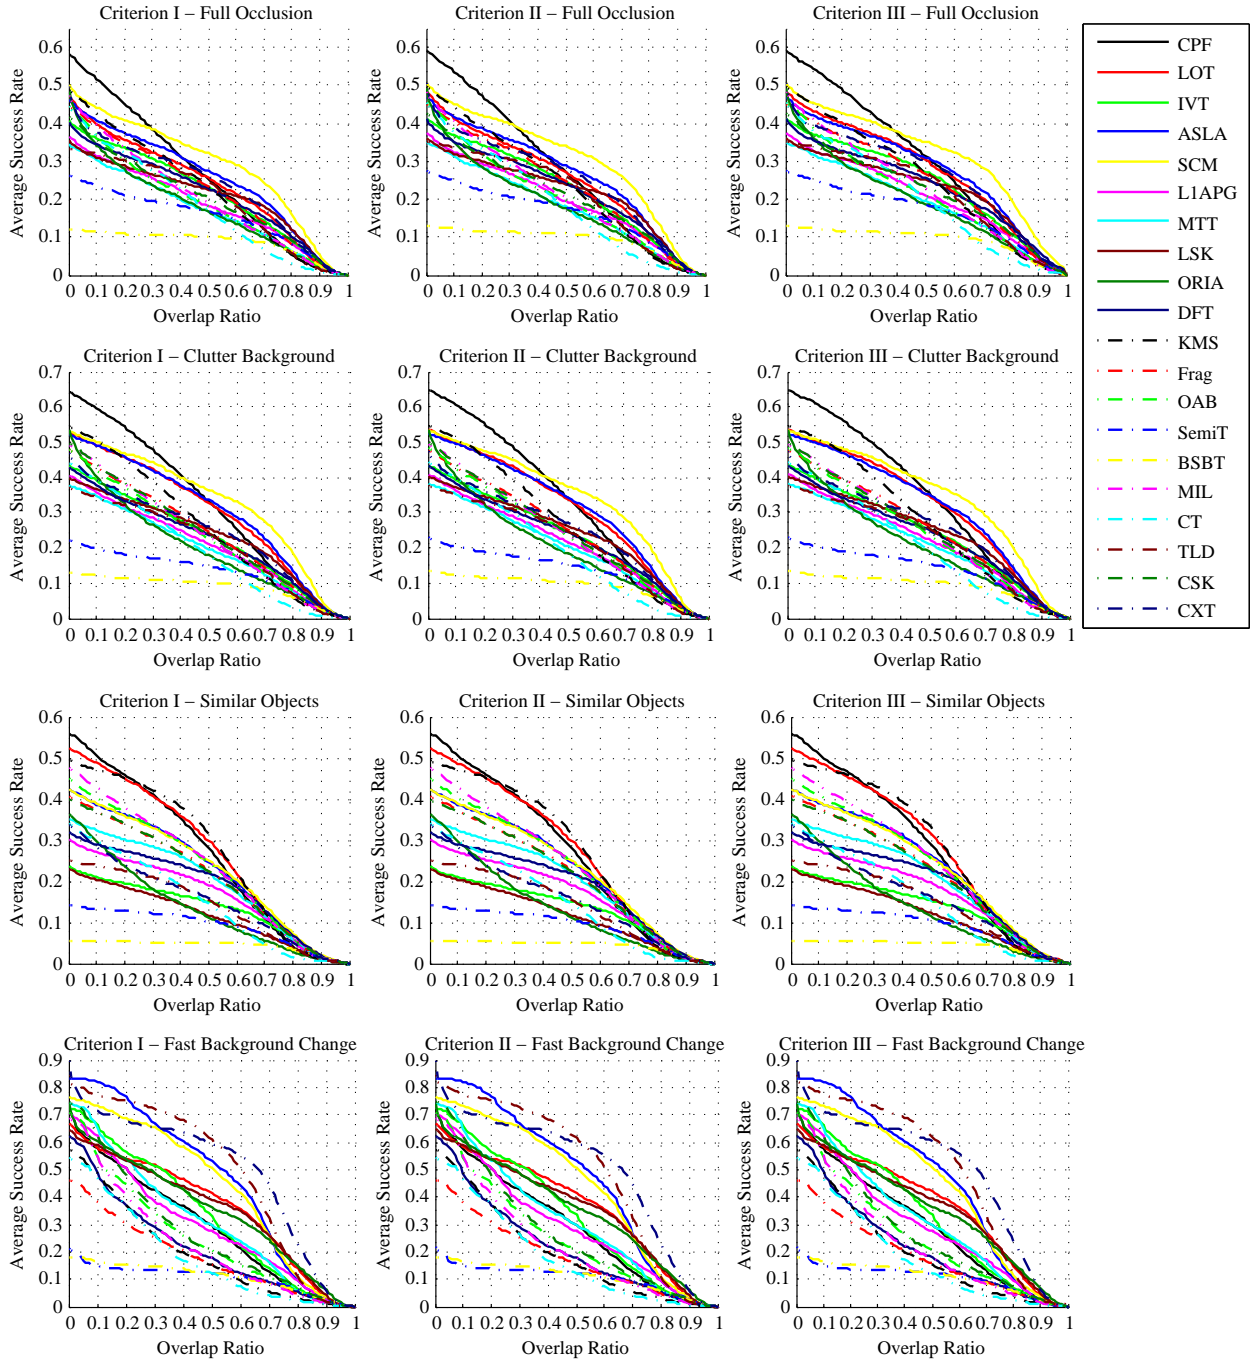 Criterion I – Full Occlusion
Criterion II – Full Occlusion
Criterion III – Full Occlusion
Average Success Rate
0.6
0.5
0.4
0.3
0.2
0.1
0
0 0.1 0.2 0.3 0.4 0.5 0.6 0.7 0.8 0.9 1
Overlap Ratio
Average Success Rate
0.6
0.5
0.4
0.3
0.2
0.1
0
0 0.1 0.2 0.3 0.4 0.5 0.6 0.7 0.8 0.9 1
Overlap Ratio
Average Success Rate
0.6
0.5
0.4
0.3
0.2
0.1
0
0 0.1 0.2 0.3 0.4 0.5 0.6 0.7 0.8 0.9 1
Overlap Ratio
CPF
LOT
IVT
ASLA
SCM
L1APG
MTT
LSK
ORIA
DFT
KMS
Frag
OAB
SemiT
BSBT
MIL
CT
TLD
CSK
CXT
Criterion I – Clutter Background
Criterion II – Clutter Background
Criterion III – Clutter Background
Average Success Rate
0.7
0.6
0.5
0.4
0.3
0.2
0.1
0
0 0.1 0.2 0.3 0.4 0.5 0.6 0.7 0.8 0.9 1
Overlap Ratio
Average Success Rate
0.7
0.6
0.5
0.4
0.3
0.2
0.1
0
0 0.1 0.2 0.3 0.4 0.5 0.6 0.7 0.8 0.9 1
Overlap Ratio
Average Success Rate
0.7
0.6
0.5
0.4
0.3
0.2
0.1
0
0 0.1 0.2 0.3 0.4 0.5 0.6 0.7 0.8 0.9 1
Overlap Ratio
Criterion I – Similar Objects
Criterion II – Similar Objects
Criterion III – Similar Objects
Average Success Rate
0.6
0.5
0.4
0.3
0.2
0.1
0
0 0.1 0.2 0.3 0.4 0.5 0.6 0.7 0.8 0.9 1
Overlap Ratio
Average Success Rate
0.6
0.5
0.4
0.3
0.2
0.1
0
0 0.1 0.2 0.3 0.4 0.5 0.6 0.7 0.8 0.9 1
Overlap Ratio
Average Success Rate
0.6
0.5
0.4
0.3
0.2
0.1
0
0 0.1 0.2 0.3 0.4 0.5 0.6 0.7 0.8 0.9 1
Overlap Ratio
Criterion I – Fast Background Change
Criterion II – Fast Background Change
Criterion III – Fast Background Change
Average Success Rate
0.9
0.8
0.7
0.6
0.5
0.4
0.3
0.2
0.1
0
0 0.1 0.2 0.3 0.4 0.5 0.6 0.7 0.8 0.9 1
Overlap Ratio
Average Success Rate
0.9
0.8
0.7
0.6
0.5
0.4
0.3
0.2
0.1
0
0 0.1 0.2 0.3 0.4 0.5 0.6 0.7 0.8 0.9 1
Overlap Ratio
Average Success Rate
0.9
0.8
0.7
0.6
0.5
0.4
0.3
0.2
0.1
0
0 0.1 0.2 0.3 0.4 0.5 0.6 0.7 0.8 0.9 1
Overlap Ratio